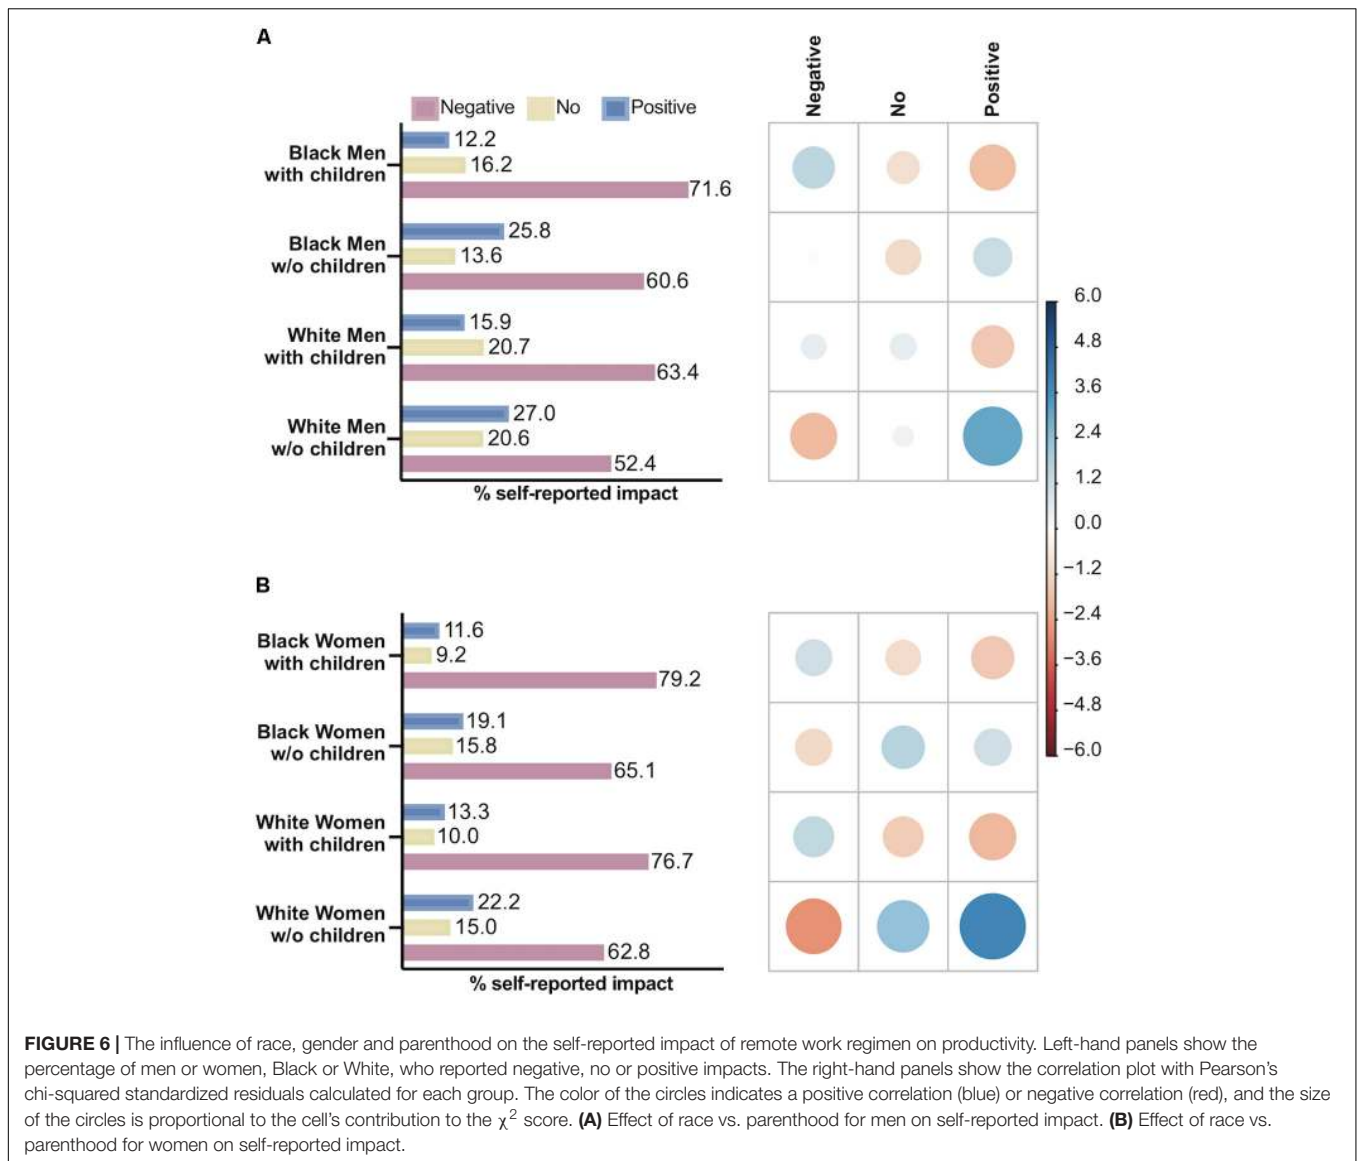 A
Negative No Positive
Negative
No
Positive
Black Men
with children
12.2
16.2
71.6
Black Men
w/o children
25.8
13.6
60.6
White Men
with children
15.9
20.7
63.4
White Men
w/o children
27.0
20.6
52.4
% self-reported impact
6.0
4.8
3.6
2.4
1.2
0.0
−1.2
−2.4
−3.6
−4.8
−6.0
B
Black Women
with children
11.6
9.2
79.2
Black Women
w/o children
19.1
15.8
65.1
White Women
with children
13.3
10.0
76.7
White Women
w/o children
22.2
15.0
62.8
% self-reported impact
FIGURE 6 | The influence of race, gender and parenthood on the self-reported impact of remote work regimen on productivity. Left-hand panels show the
percentage of men or women, Black or White, who reported negative, no or positive impacts. The right-hand panels show the correlation plot with Pearson's
chi-squared standardized residuals calculated for each group. The color of the circles indicates a positive correlation (blue) or negative correlation (red), and the size
of the circles is proportional to the cell's contribution to the χ² score. (A) Effect of race vs. parenthood for men on self-reported impact. (B) Effect of race vs.
parenthood for women on self-reported impact.